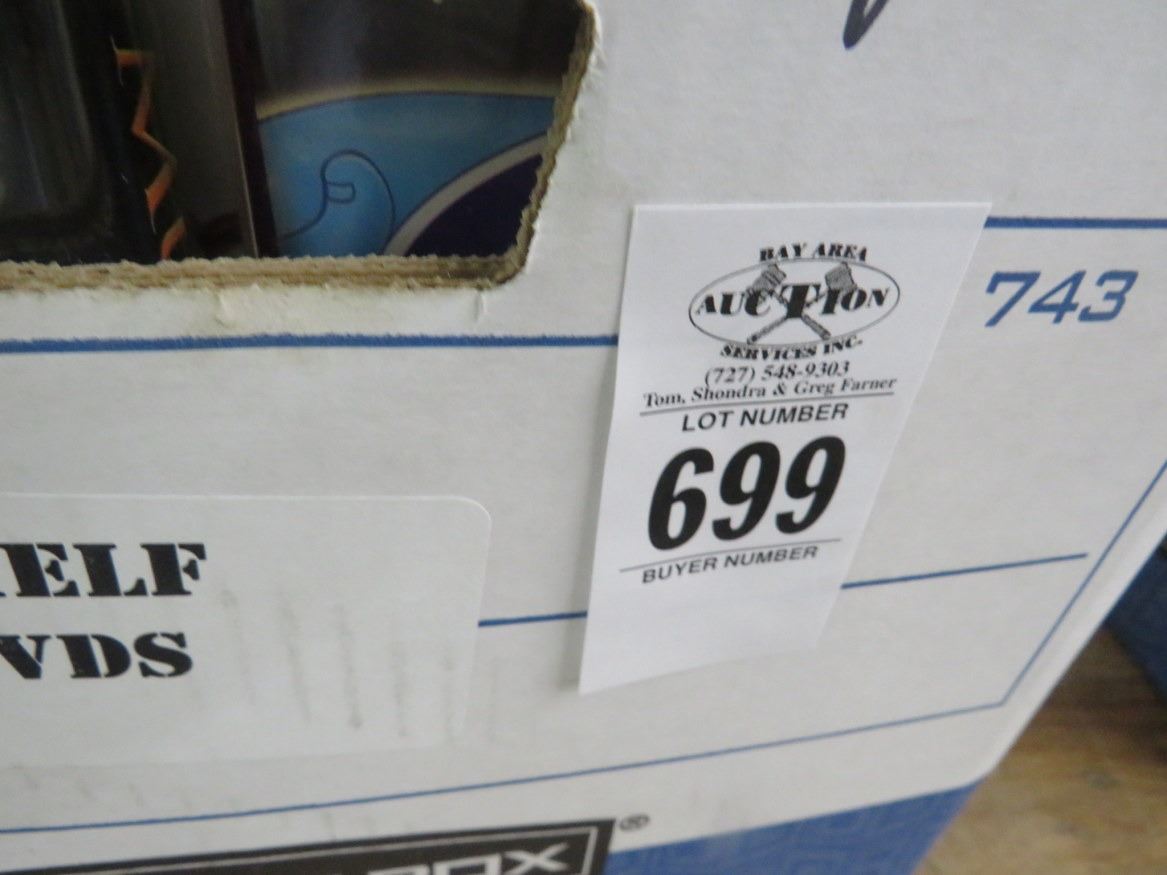 BAY AREA
AUCTION
SERVICES INC.
(727) 548-9303
Tom, Shondra & Greg Farner
LOT NUMBER
699
BUYER NUMBER
743
ELF
VDS
®